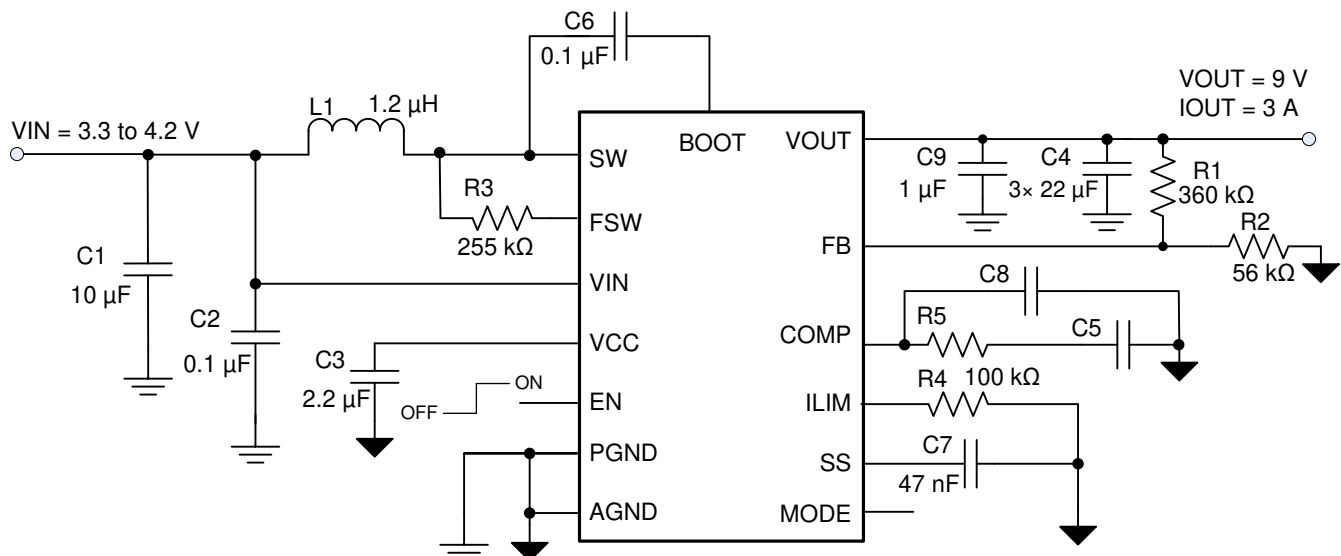 C6
0.1 µF
VOUT = 9 V
IOUT = 3 A
L1
1.2 µH
VIN = 3.3 to 4.2 V
BOOT
VOUT
SW
C9
1 µF
C4
3× 22 µF
R1
360 kΩ
R3
255 kΩ
FSW
FB
R2
56 kΩ
C1
10 µF
VIN
C8
C2
0.1 µF
COMP
R5
C5
C3
2.2 µF
VCC
R4
100 kΩ
OFF
ON
EN
ILIM
PGND
SS
C7
47 nF
AGND
MODE